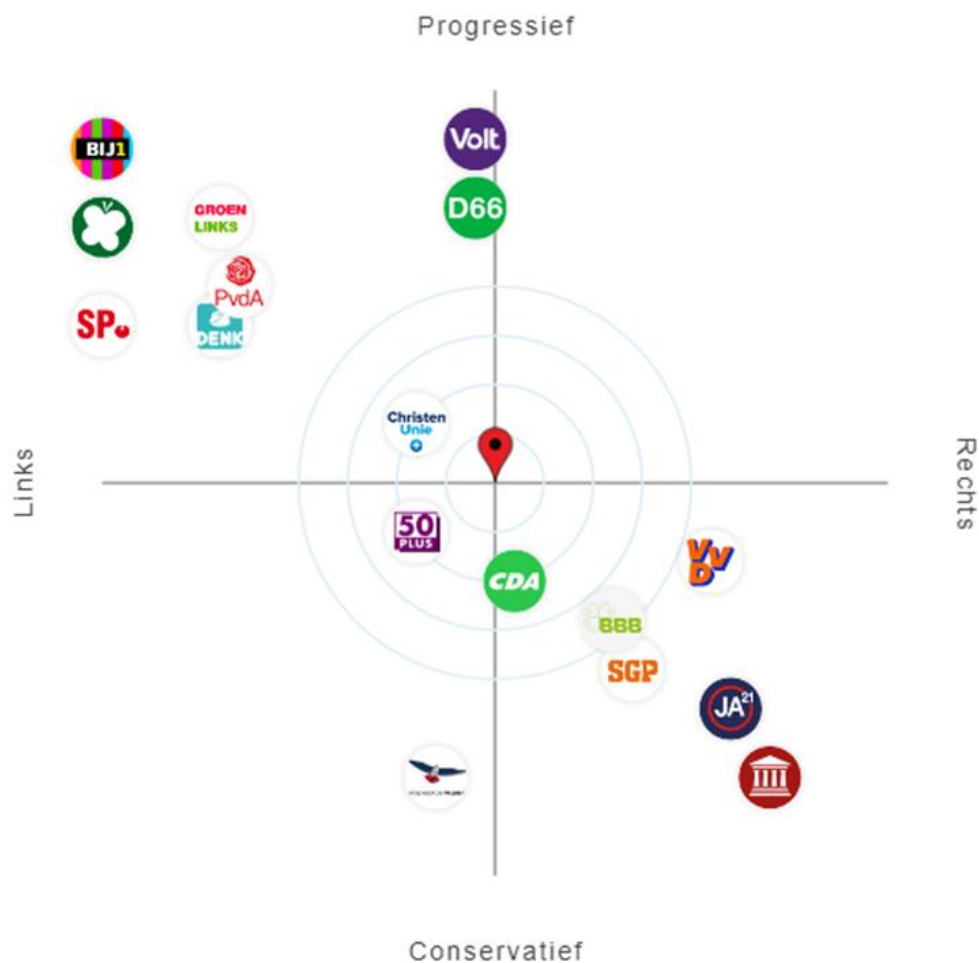 Progressief
Volt
BIJ1
D66
GROEN
LINKS
PvdA
SP.
DENK
Christen
Unie
Links
Rechts
50
PLUS
VVD
CDA
BBB
SGP
JA21
Conservatief